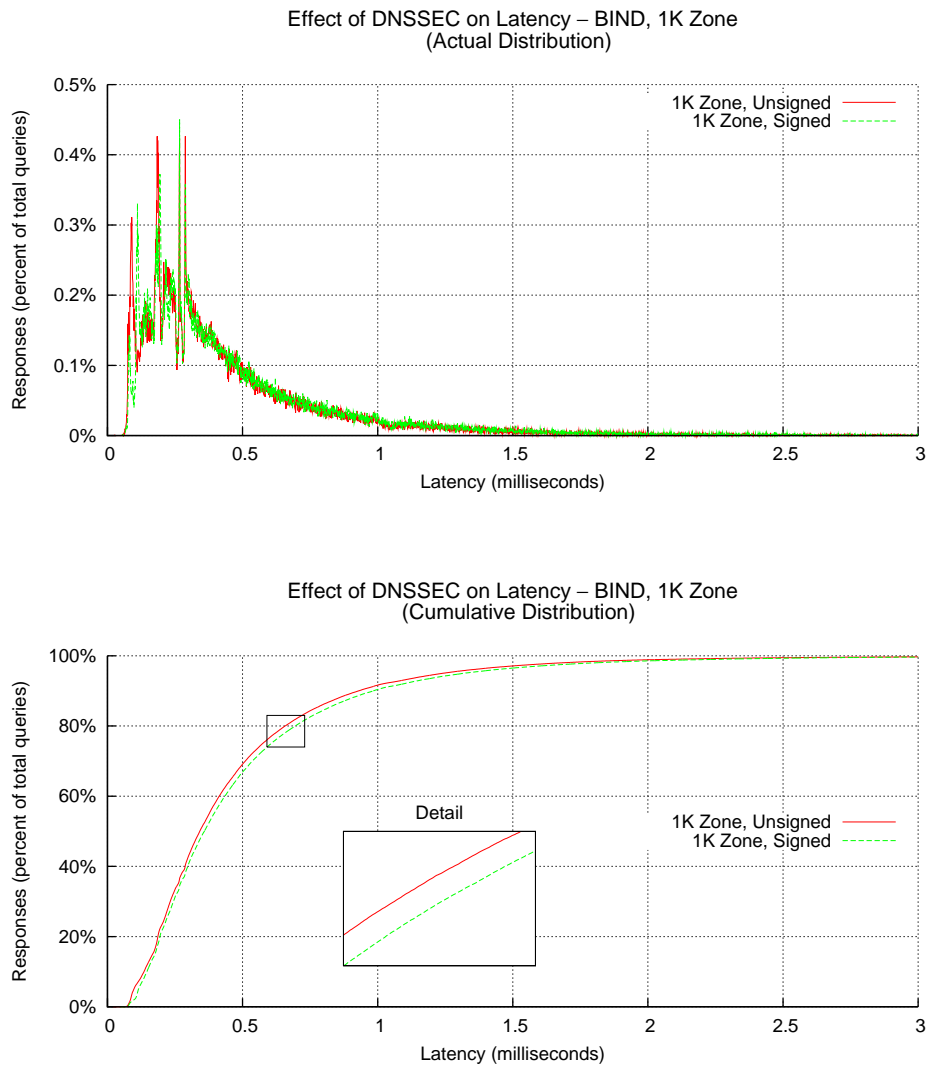 Effect of DNSSEC on Latency – BIND, 1K Zone
(Actual Distribution)
0.5%
0.4%
0.3%
0.2%
0.1%
0%
Responses (percent of total queries)
1K Zone, Unsigned
1K Zone, Signed
0 0.5 1 1.5 2 2.5 3
Latency (milliseconds)
Effect of DNSSEC on Latency – BIND, 1K Zone
(Cumulative Distribution)
100%
80%
60%
40%
20%
0%
Responses (percent of total queries)
Detail
1K Zone, Unsigned
1K Zone, Signed
0 0.5 1 1.5 2 2.5 3
Latency (milliseconds)